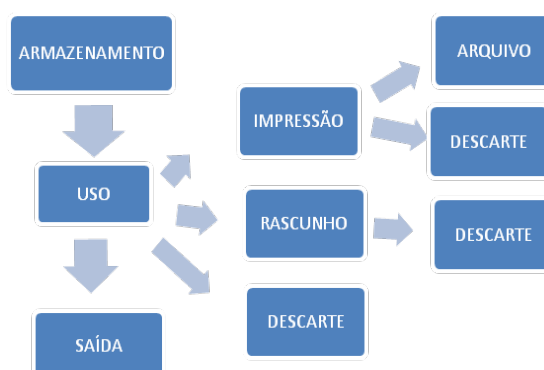 ARMAZENAMENTO
ARQUIVO
IMPRESSÃO
DESCARTE
USO
RASCUNHO
DESCARTE
DESCARTE
SAÍDA